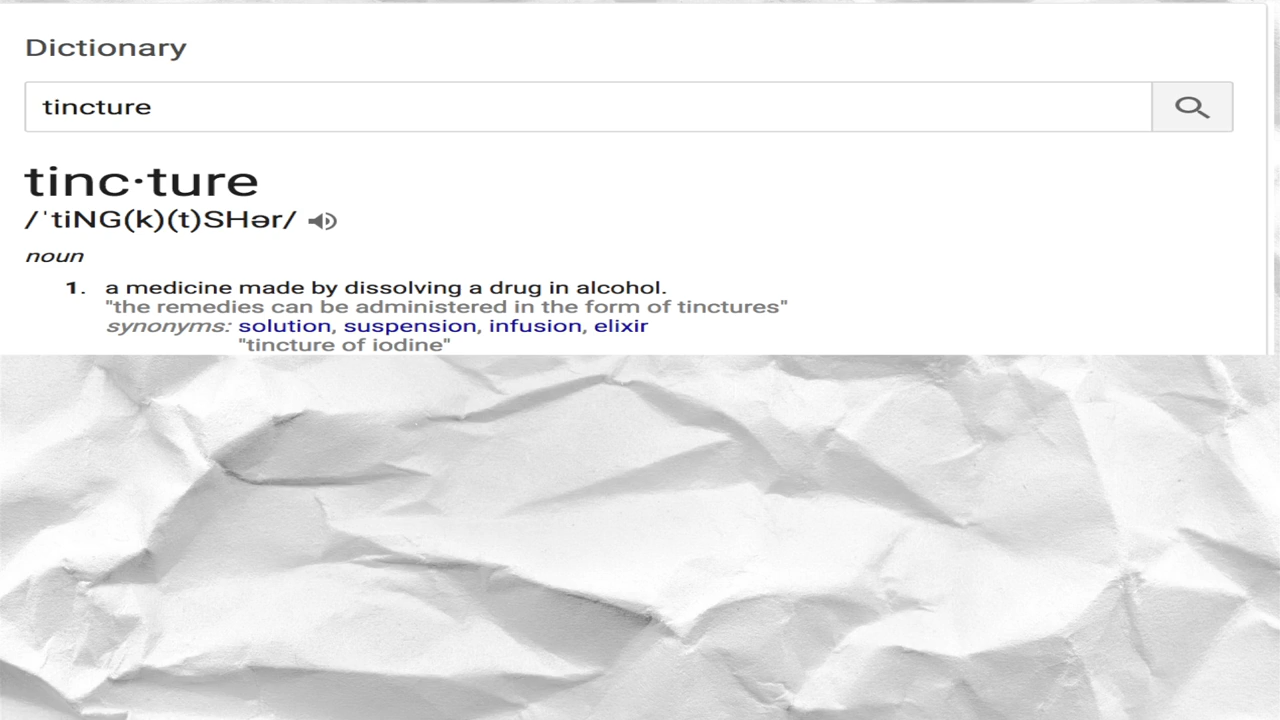 Dictionary
tincture
tinc·ture
/ˈtiNG(k)(t)SHər/
noun
1. a medicine made by dissolving a drug in alcohol.
"the remedies can be administered in the form of tinctures"
synonyms: solution, suspension, infusion, elixir
"tincture of iodine"